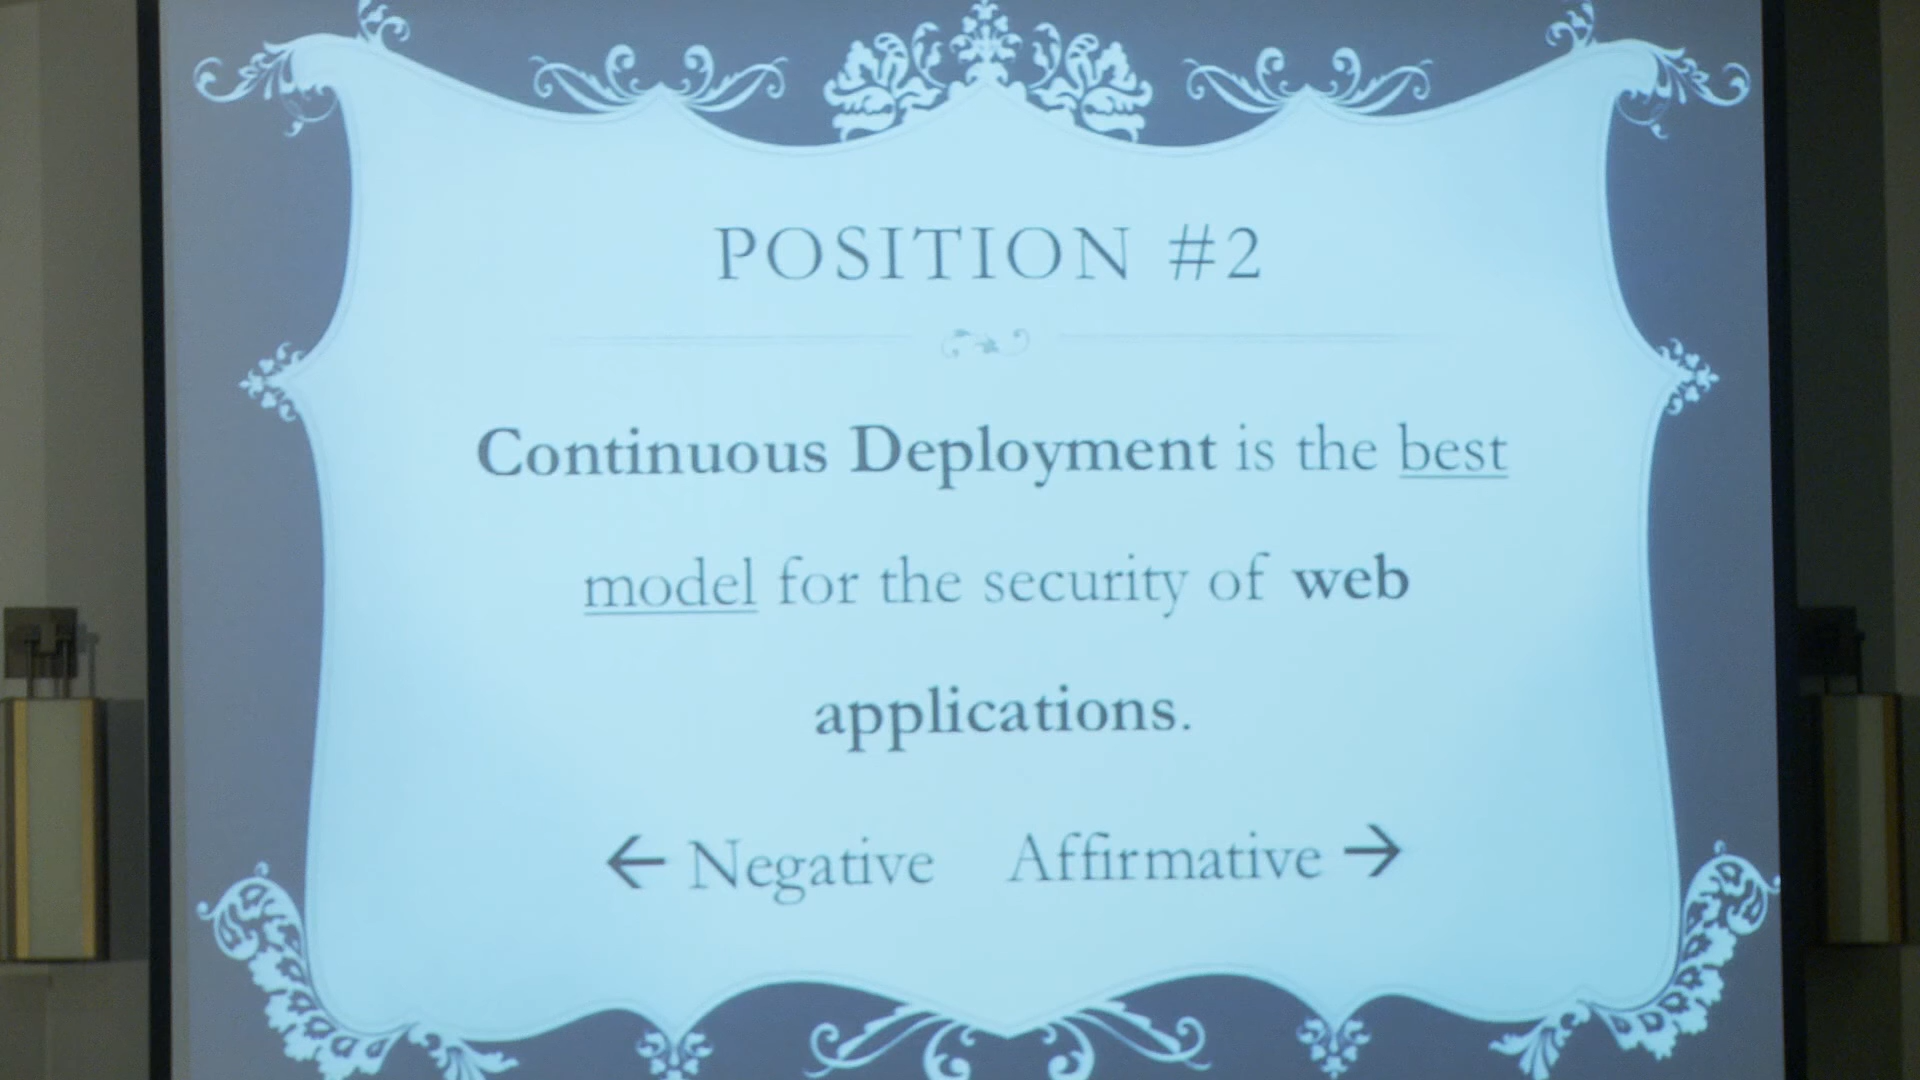 POSITION #2
Continuous Deployment is the best
model for the security of web
applications.
← Negative Affirmative →